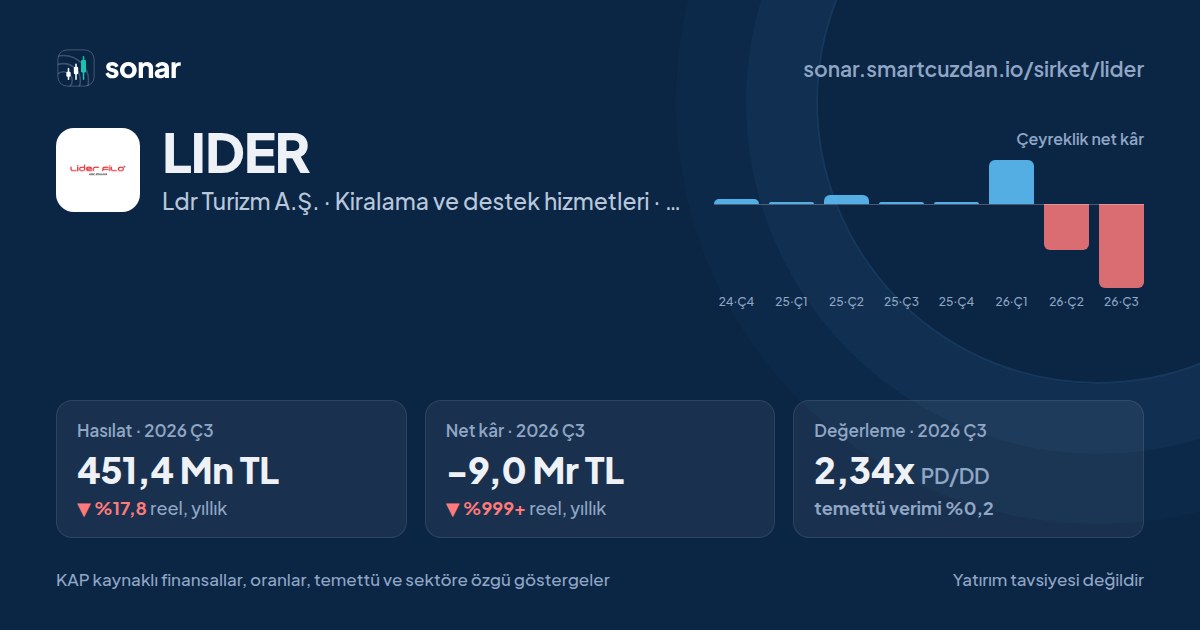 sonar
sonar.smartcuzdan.io/sirket/lider
Lider Filo
LIDER
Ldr Turizm A.Ş. · Kiralama ve destek hizmetleri · ...
Çeyreklik net kâr
24·Ç4 25·Ç1 25·Ç2 25·Ç3 25·Ç4 26·Ç1 26·Ç2 26·Ç3
Hasılat · 2026 Ç3
451,4 Mn TL
▼ %17,8 reel, yıllık
Net kâr · 2026 Ç3
-9,0 Mr TL
▼ %999+ reel, yıllık
Değerleme · 2026 Ç3
2,34x PD/DD
temettü verimi %0,2
KAP kaynaklı finansallar, oranlar, temettü ve sektöre özgü göstergeler
Yatırım tavsiyesi değildir